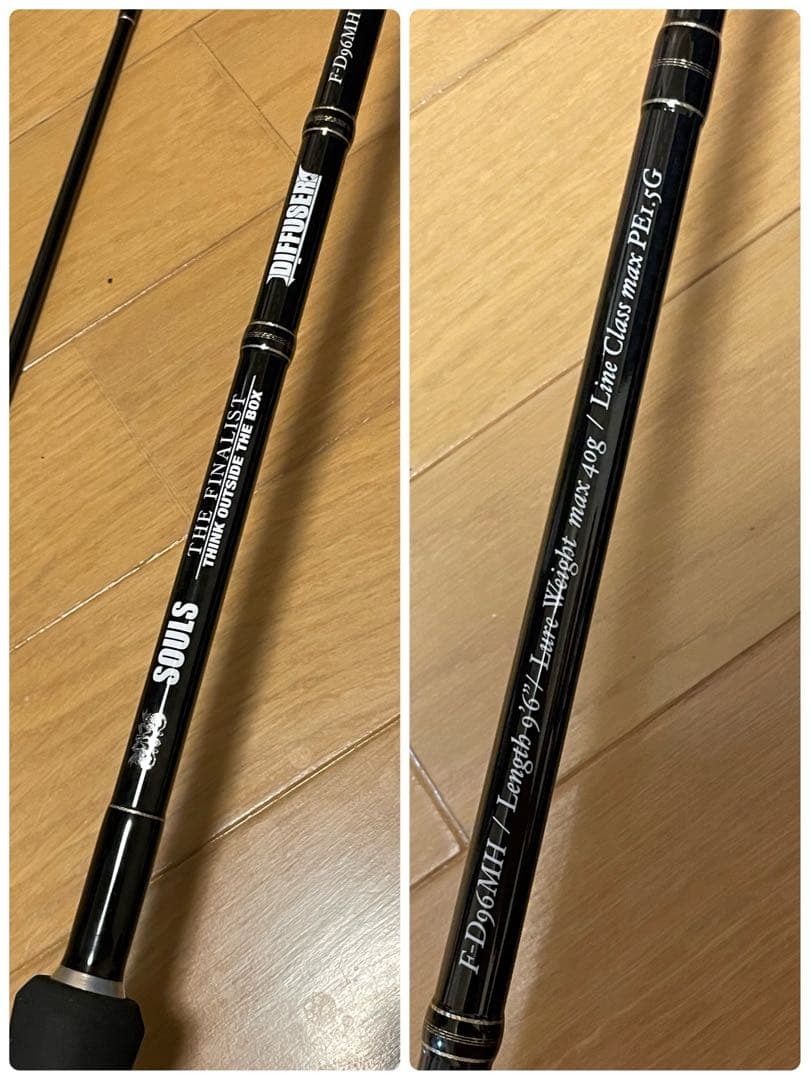 F-D96MH
DIFFUSER
THE FINALIST
THINK OUTSIDE THE BOX
SOULS
F-D96MH / Length 9'6"/ Lure Weight max 40g / Line Class max PE1.5G